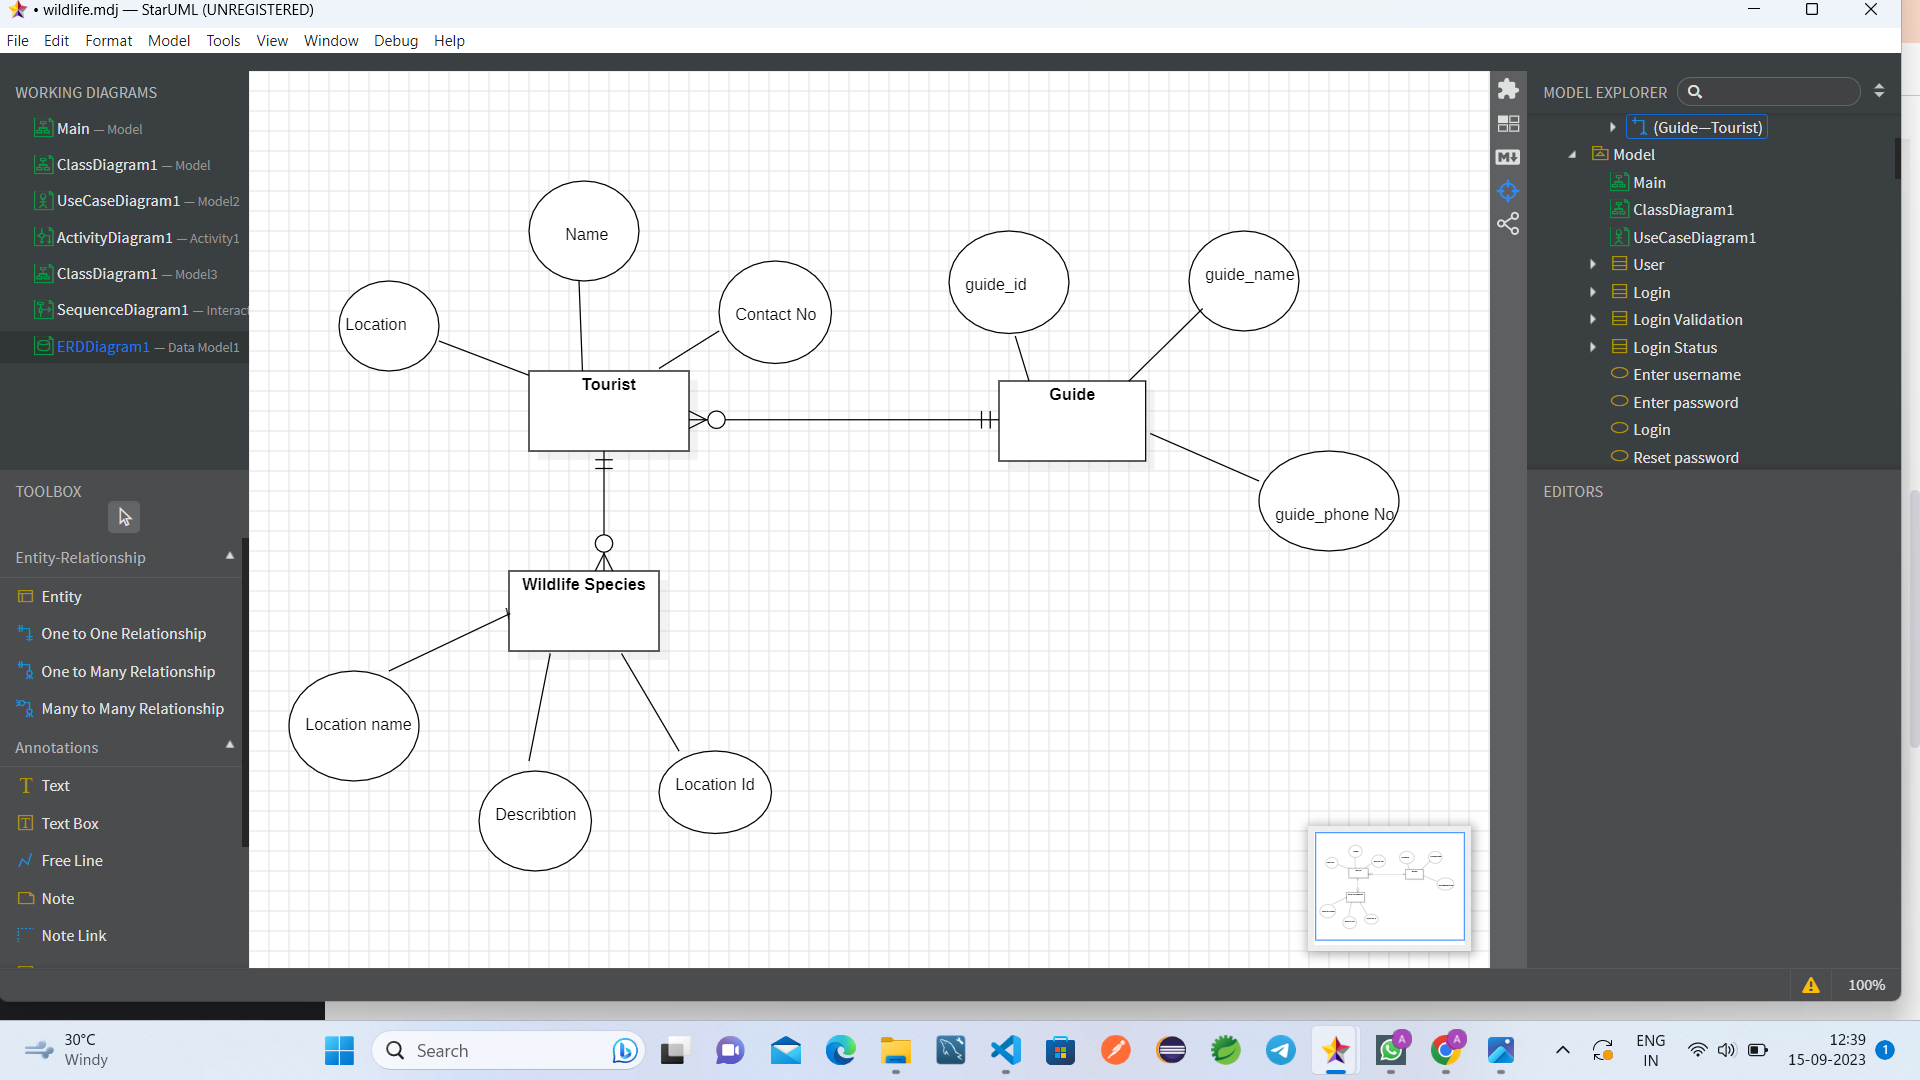 • wildlife.mdj — StarUML (UNREGISTERED)
File Edit Format Model Tools View Window Debug Help
WORKING DIAGRAMS
Main — Model
ClassDiagram1 — Model
UseCaseDiagram1 — Model2
ActivityDiagram1 — Activity1
ClassDiagram1 — Model3
SequenceDiagram1 — Interact
ERDDiagram1 — Data Model1
TOOLBOX
Entity-Relationship
Entity
One to One Relationship
One to Many Relationship
Many to Many Relationship
Annotations
Text
Text Box
Free Line
Note
Note Link
Name
Location
Contact No
Tourist
guide_id
guide_name
Guide
guide_phone No
Wildlife Species
Location name
Describtion
Location Id
MODEL EXPLORER
(Guide—Tourist)
Model
Main
ClassDiagram1
UseCaseDiagram1
User
Login
Login Validation
Login Status
Enter username
Enter password
Login
Reset password
EDITORS
100%
30°C
Windy
Search
A
A
ENG
IN
12:39
15-09-2023
1